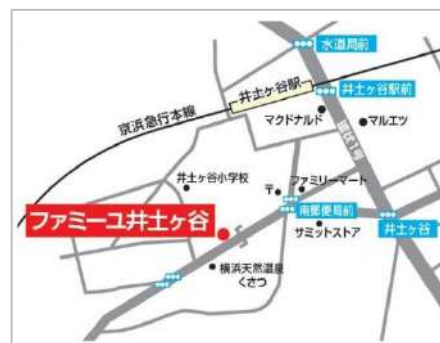 水道局前
井土ヶ谷駅
井土ヶ谷駅前
京浜急行本線
マクドナルド
環状1号
マルエツ
井土ヶ谷小学校
〒
ファミリーマート
ファミーユ井土ヶ谷
南郵便局前
井土ヶ谷
サミットストア
横浜天然温泉
くさつ